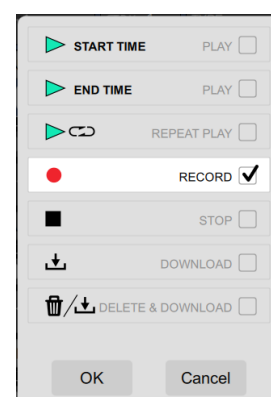 START TIME PLAY
END TIME PLAY
REPEAT PLAY
RECORD
STOP
DOWNLOAD
DELETE & DOWNLOAD
OK Cancel